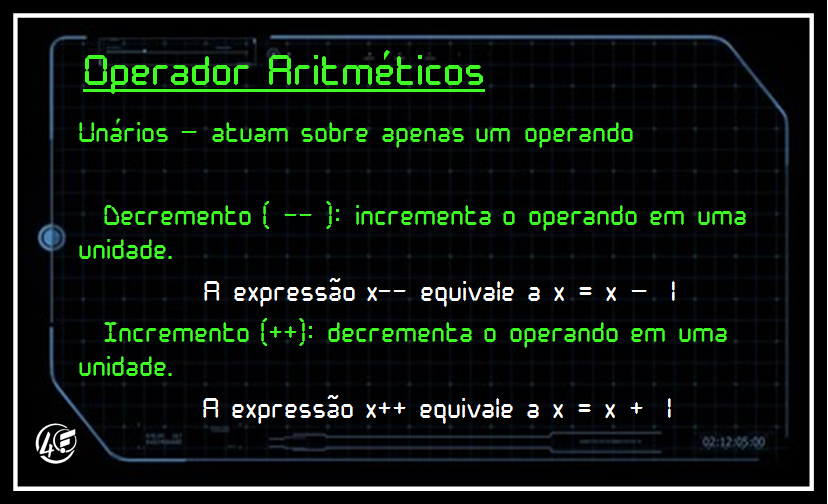 Operador Aritméticos
Unários – atuam sobre apenas um operando
Decremento ( -- ): incrementa o operando em uma
unidade.
A expressão x-- equivale a x = x – 1
Incremento (++): decrementa o operando em uma
unidade.
A expressão x++ equivale a x = x + 1
4F
02:12:05:00